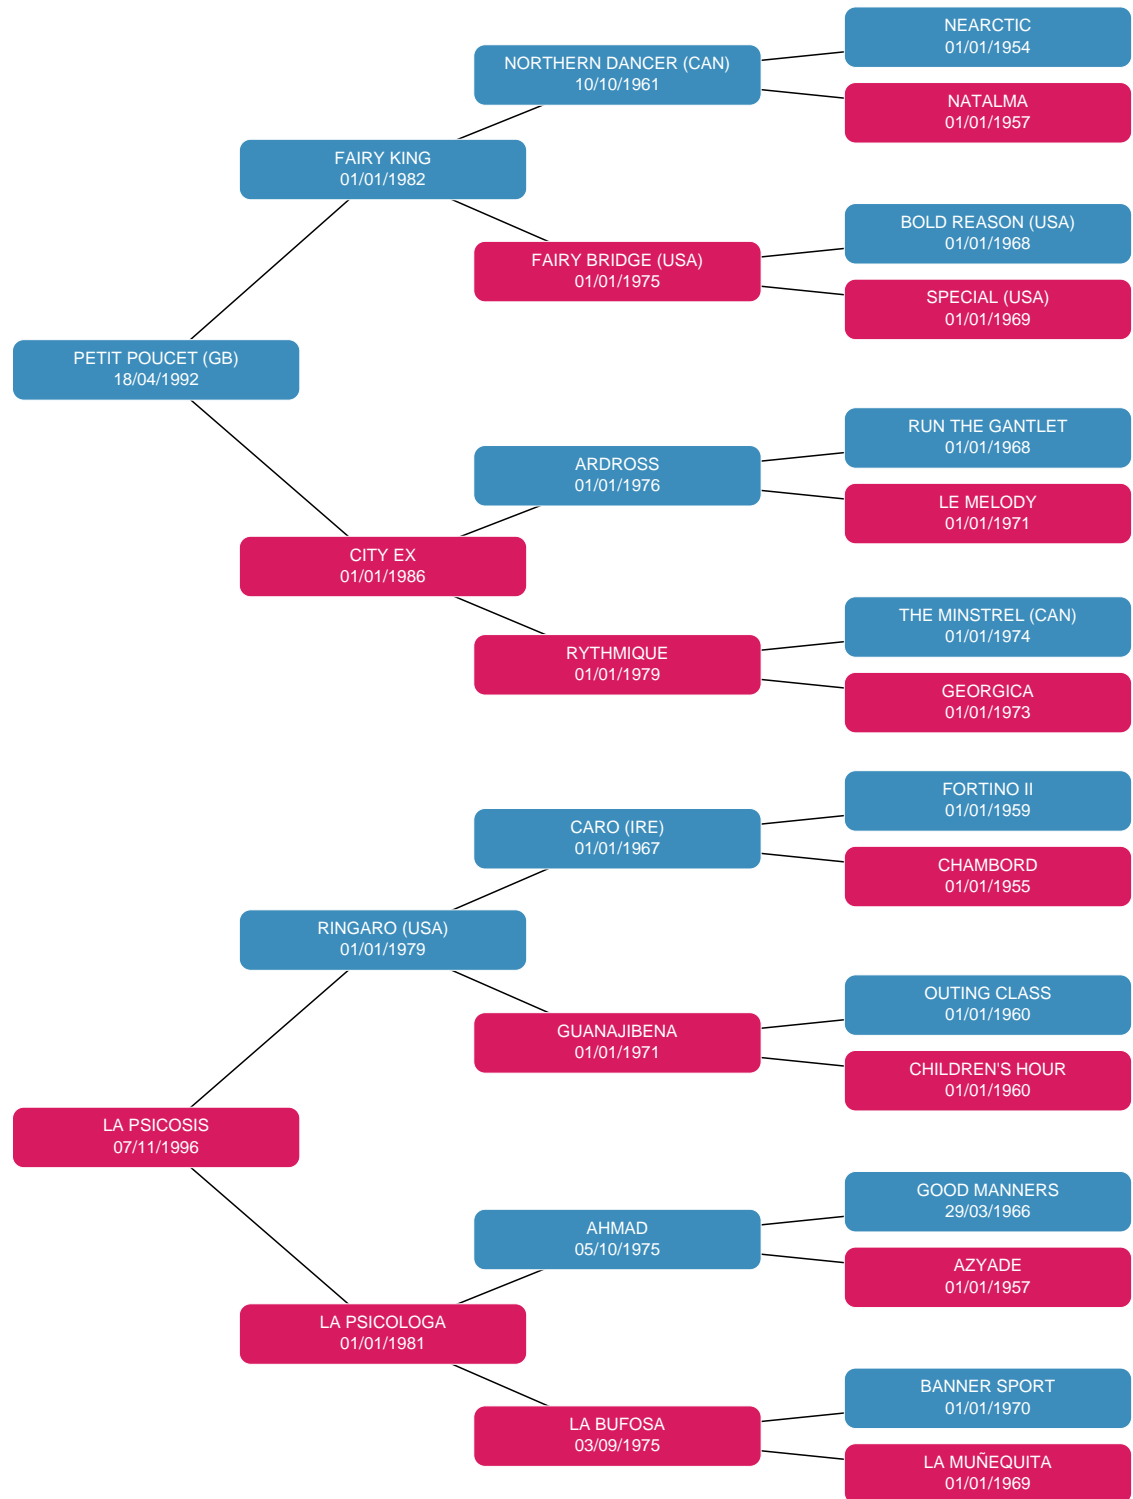 NEARCTIC
01/01/1954
NORTHERN DANCER (CAN)
10/10/1961
NATALMA
01/01/1957
FAIRY KING
01/01/1982
BOLD REASON (USA)
01/01/1968
FAIRY BRIDGE (USA)
01/01/1975
SPECIAL (USA)
01/01/1969
PETIT POUCET (GB)
18/04/1992
RUN THE GANTLET
01/01/1968
ARDROSS
01/01/1976
LE MELODY
01/01/1971
CITY EX
01/01/1986
THE MINSTREL (CAN)
01/01/1974
RYTHMIQUE
01/01/1979
GEORGICA
01/01/1973
FORTINO II
01/01/1959
CARO (IRE)
01/01/1967
CHAMBORD
01/01/1955
RINGARO (USA)
01/01/1979
OUTING CLASS
01/01/1960
GUANAJIBENA
01/01/1971
CHILDREN'S HOUR
01/01/1960
LA PSICOSIS
07/11/1996
GOOD MANNERS
29/03/1966
AHMAD
05/10/1975
AZYADE
01/01/1957
LA PSICOLOGA
01/01/1981
BANNER SPORT
01/01/1970
LA BUFOSA
03/09/1975
LA MUÑEQUITA
01/01/1969